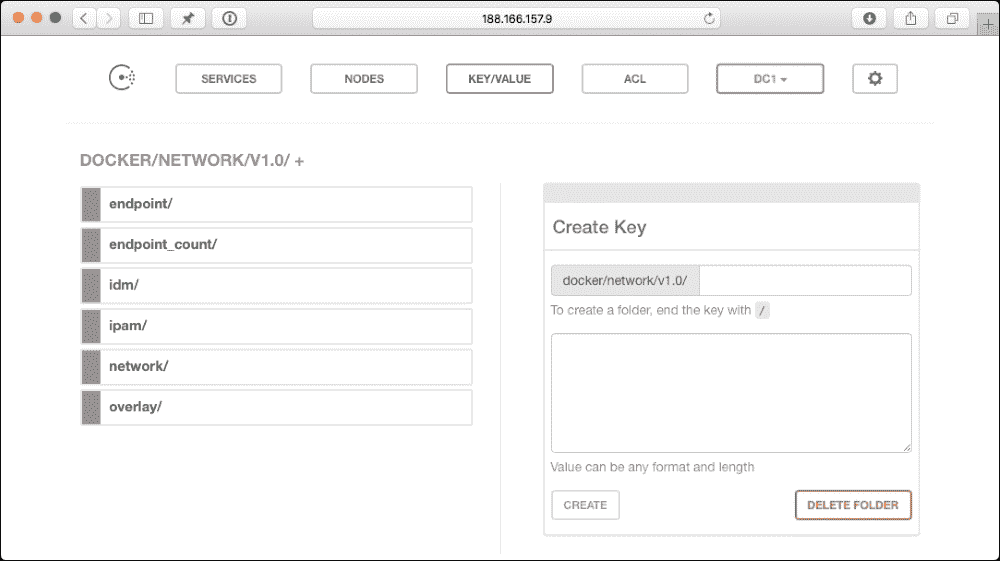 188.166.157.9
SERVICES NODES KEY/VALUE ACL DC1
DOCKER/NETWORK/V1.0/ +
endpoint/
endpoint_count/
idm/
ipam/
network/
overlay/
Create Key
docker/network/v1.0/
To create a folder, end the key with /
Value can be any format and length
CREATE DELETE FOLDER